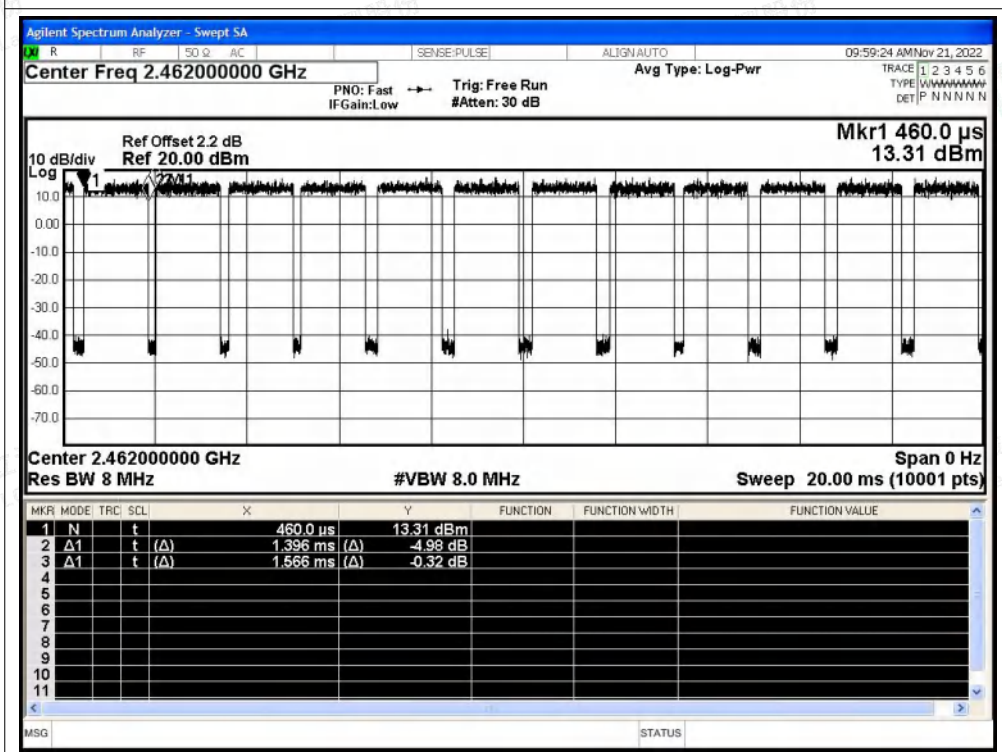 Agilent Spectrum Analyzer - Swept SA
R RF 50 Ω AC SENSE:PULSE ALIGN AUTO 09:59:24 AM Nov 21, 2022
Center Freq 2.462000000 GHz
PNO: Fast
IFGain:Low
Trig: Free Run
#Atten: 30 dB
Avg Type: Log-Pwr
TRACE 1 2 3 4 5 6
TYPE W
DET P N N N N N
Mkr1 460.0 µs
13.31 dBm
Ref Offset 2.2 dB
10 dB/div Ref 20.00 dBm
Log
1
10.0
0.00
-10.0
-20.0
-30.0
-40.0
-50.0
-60.0
-70.0
Center 2.462000000 GHz Span 0 Hz
Res BW 8 MHz #VBW 8.0 MHz Sweep 20.00 ms (10001 pts)
MKR MODE TRC SCL X Y FUNCTION FUNCTION WIDTH FUNCTION VALUE
1 N t 460.0 µs 13.31 dBm
2 Δ1 t (Δ) 1.396 ms (Δ) -4.98 dB
3 Δ1 t (Δ) 1.566 ms (Δ) -0.32 dB
4
5
6
7
8
9
10
11
MSG STATUS